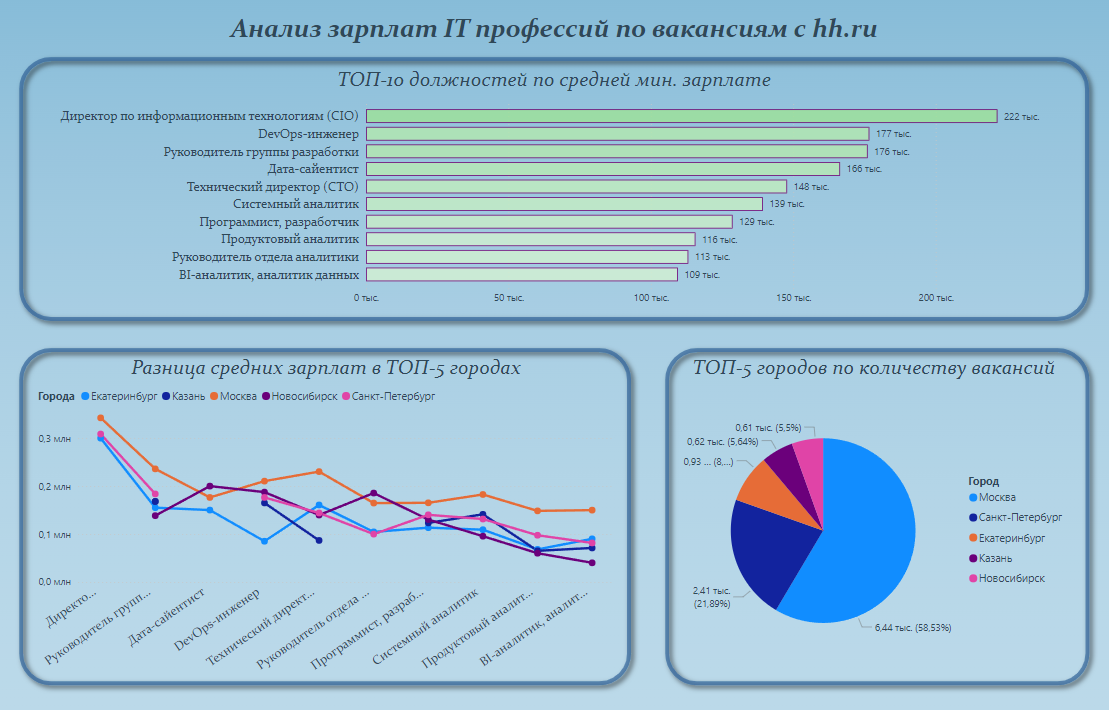 Анализ зарплат IT профессий по вакансиям с hh.ru
ТОП-10 должностей по средней мин. зарплате
Директор по информационным технологиям (CIO) 222 тыс.
DevOps-инженер 177 тыс.
Руководитель группы разработки 176 тыс.
Дата-сайентист 166 тыс.
Технический директор (CTO) 148 тыс.
Системный аналитик 139 тыс.
Программист, разработчик 129 тыс.
Продуктовый аналитик 116 тыс.
Руководитель отдела аналитики 113 тыс.
BI-аналитик, аналитик данных 109 тыс.
0 тыс. 50 тыс. 100 тыс. 150 тыс. 200 тыс.
Разница средних зарплат в ТОП-5 городах
Города Екатеринбург Казань Москва Новосибирск Санкт-Петербург
0,3 млн
0,2 млн
0,1 млн
0,0 млн
Директо...
Руководитель групп...
Дата-сайентист
DevOps-инженер
Технический директ...
Руководитель отдела ...
Программист, разраб...
Системный аналитик
Продуктовый аналит...
BI-аналитик, аналит...
ТОП-5 городов по количеству вакансий
0,61 тыс. (5,5%)
0,62 тыс. (5,64%)
0,93 ... (8,...)
2,41 тыс.
(21,89%)
6,44 тыс. (58,53%)
Город
Москва
Санкт-Петербург
Екатеринбург
Казань
Новосибирск